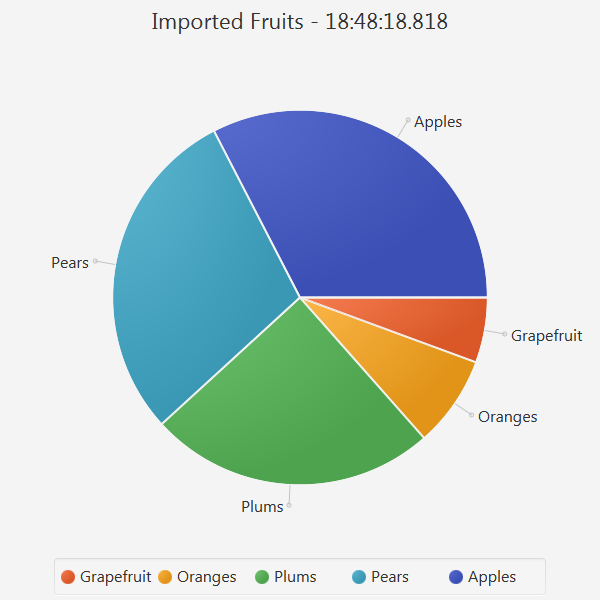 Imported Fruits - 18:48:18.818
Apples
Pears
Grapefruit
Oranges
Plums
Grapefruit Oranges Plums Pears Apples